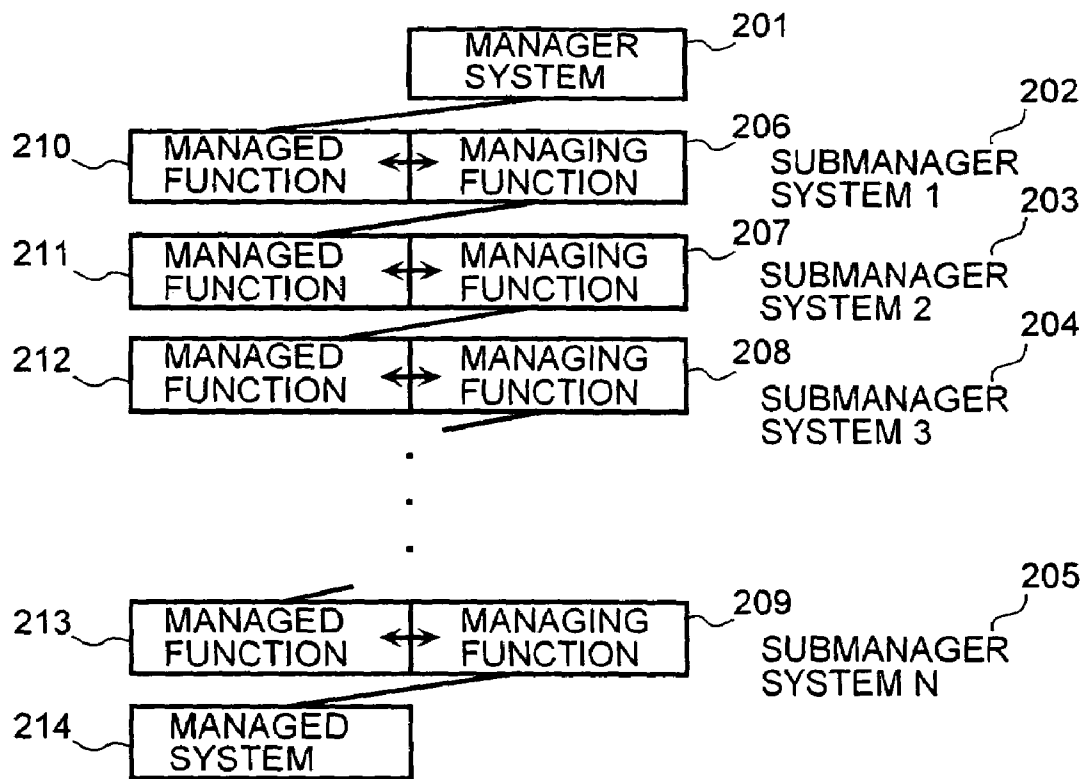 MANAGER
SYSTEM
201
210
MANAGED
FUNCTION
MANAGING
FUNCTION
206
SUBMANAGER
SYSTEM 1
202
211
MANAGED
FUNCTION
MANAGING
FUNCTION
207
SUBMANAGER
SYSTEM 2
203
212
MANAGED
FUNCTION
MANAGING
FUNCTION
208
SUBMANAGER
SYSTEM 3
204
213
MANAGED
FUNCTION
MANAGING
FUNCTION
209
SUBMANAGER
SYSTEM N
205
214
MANAGED
SYSTEM